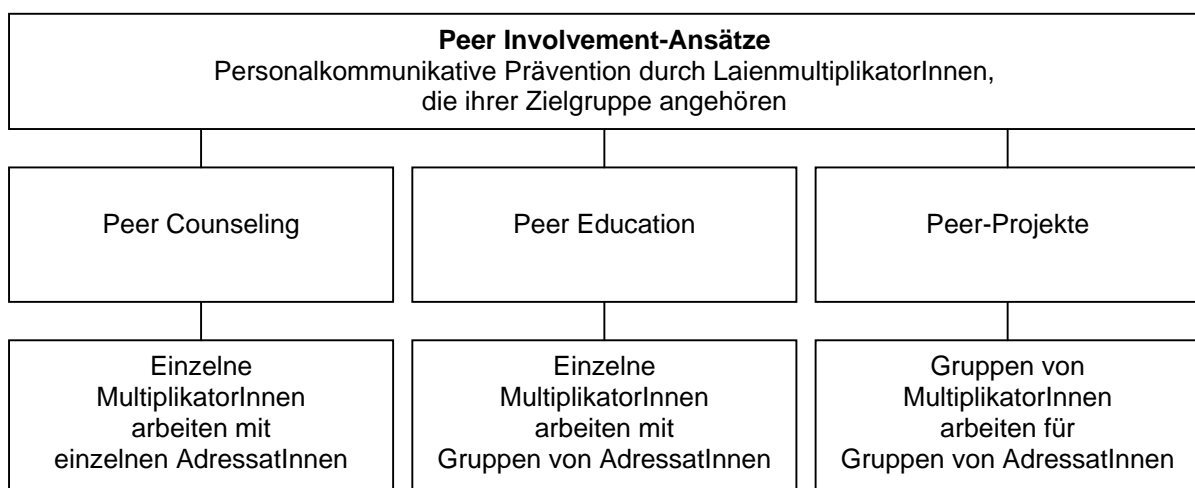 Peer Involvement-Ansätze
Personalkommunikative Prävention durch LaienmultiplikatorInnen,
die ihrer Zielgruppe angehören
Peer Counseling
Peer Education
Peer-Projekte
Einzelne
MultiplikatorInnen
arbeiten mit
einzelnen AdressatInnen
Einzelne
MultiplikatorInnen
arbeiten mit
Gruppen von AdressatInnen
Gruppen von
MultiplikatorInnen
arbeiten für
Gruppen von AdressatInnen